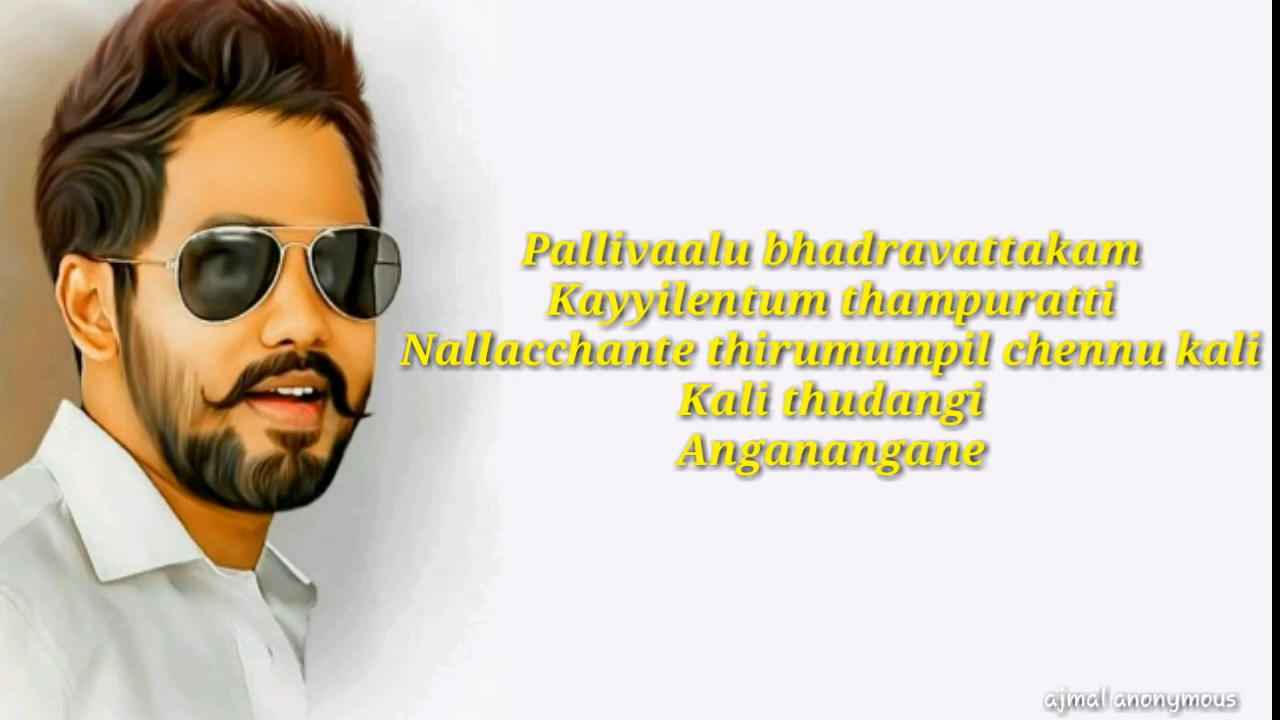 Pallivaalu bhadravattakam
Kayyilentum thampuratti
Nallacchante thirumumpil chennu kali
Kali thudangi
Anganangane
ajmal anonymous